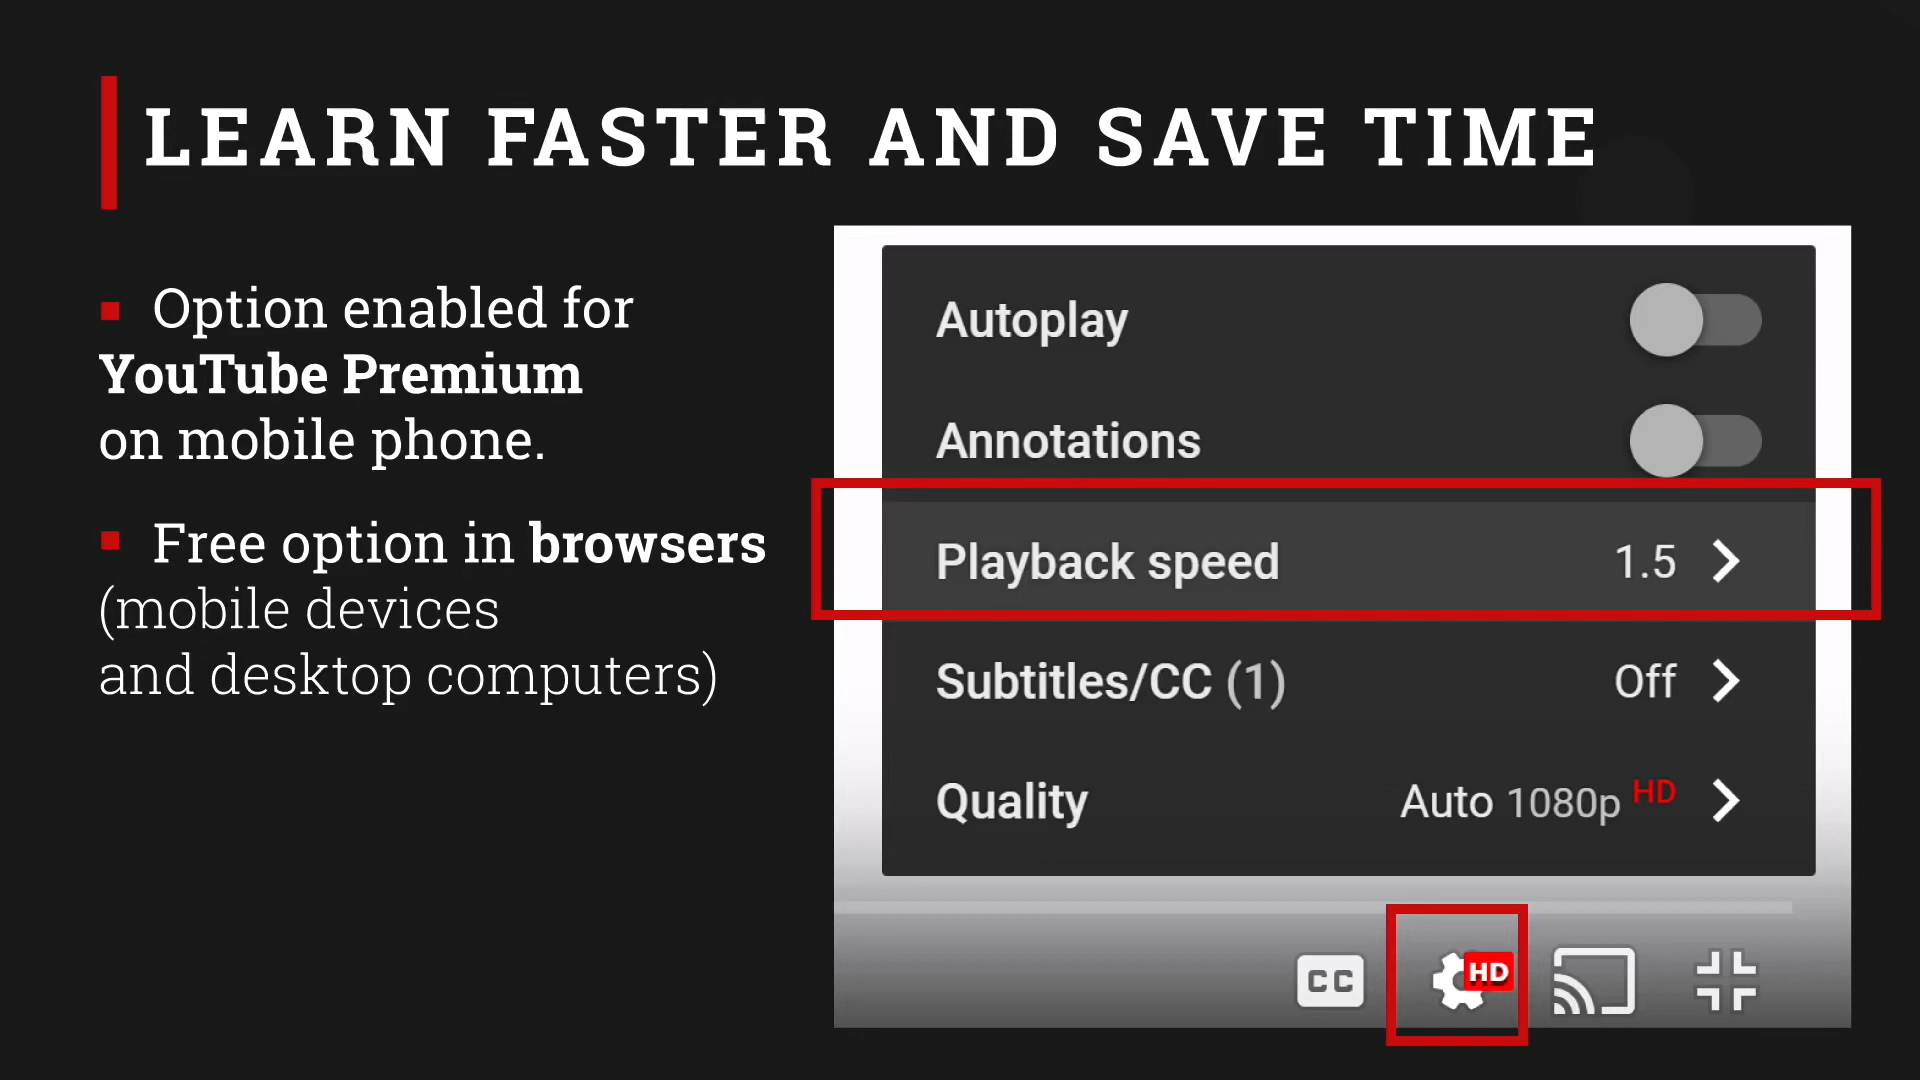 LEARN FASTER AND SAVE TIME
Option enabled for
YouTube Premium
on mobile phone.
Free option in browsers
(mobile devices
and desktop computers)
Autoplay
Annotations
Playback speed 1.5
Subtitles/CC (1) Off
Quality Auto 1080p HD
CC HD